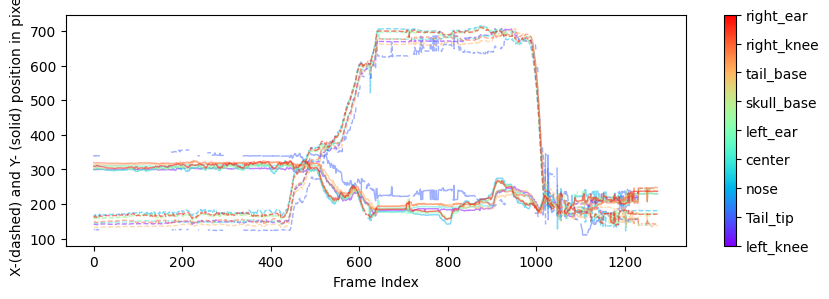 X-(dashed) and Y- (solid) position in pixe
700
600
500
400
300
200
100
0
200
400
600
800
1000
1200
Frame Index
right_ear
right_knee
tail_base
skull_base
left_ear
center
nose
Tail_tip
left_knee